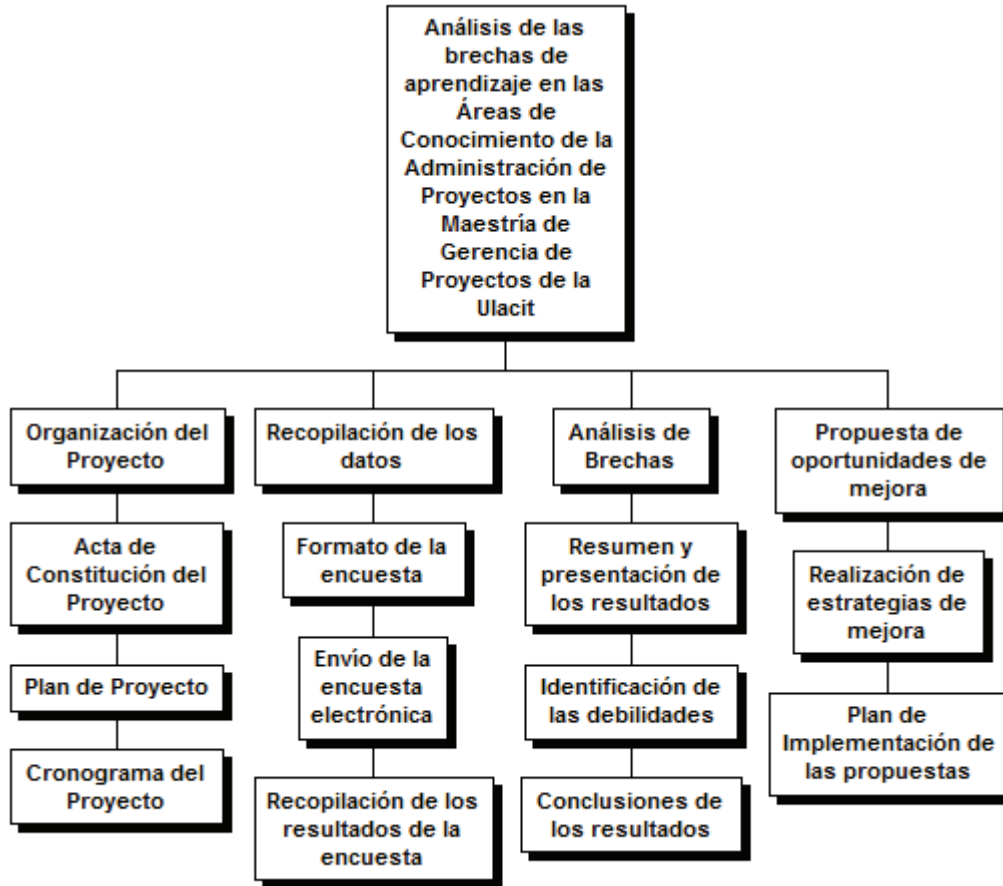 Análisis de las
brechas de
aprendizaje en las
Áreas de
Conocimiento de la
Administración de
Proyectos en la
Maestría de
Gerencia de
Proyectos de la
Ulacit
Organización del
Proyecto
Acta de
Constitución del
Proyecto
Plan de Proyecto
Cronograma del
Proyecto
Recopilación de los
datos
Formato de la
encuesta
Envío de la
encuesta
electrónica
Recopilación de los
resultados de la
encuesta
Análisis de
Brechas
Resumen y
presentación de
los resultados
Identificación de
las debilidades
Conclusiones de
los resultados
Propuesta de
oportunidades de
mejora
Realización de
estrategias de
mejora
Plan de
Implementación de
las propuestas